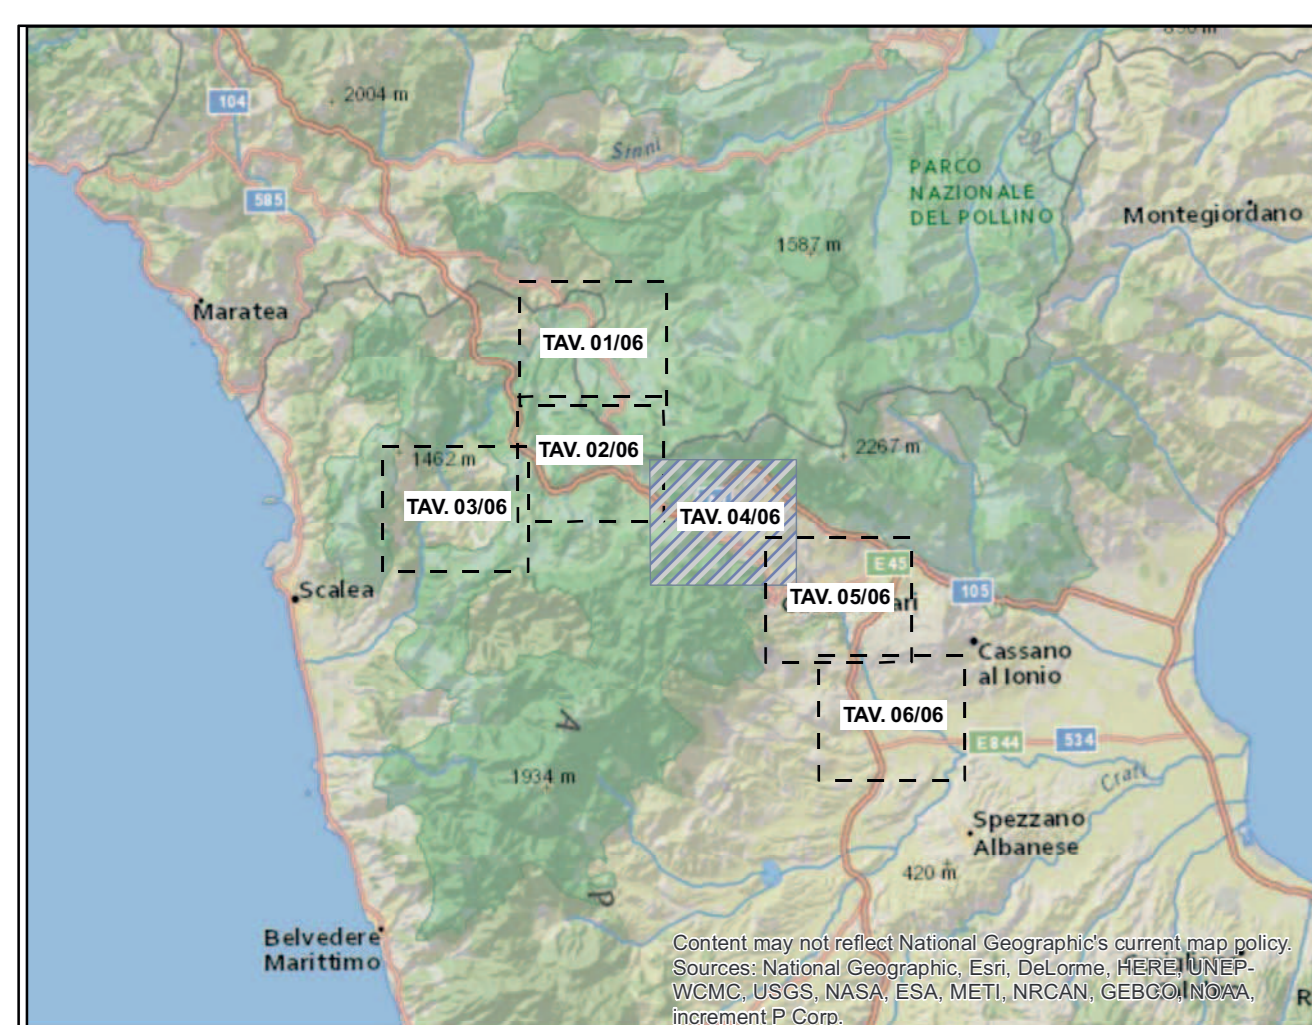 104
2004 m
Sinni
585
PARCO
NAZIONALE
DEL POLLINO
Montegiordano
1587 m
Maratea
TAV. 01/06
TAV. 02/06
2267 m
1462 m
TAV. 03/06
TAV. 04/06
E 45
105
Scalea
TAV. 05/06
Cassano
al Ionio
TAV. 06/06
A
E 844
534
1934 m
Crati
Spezzano
Albanese
420 m
P
Belvedere
Marittimo
Content may not reflect National Geographic's current map policy.
Sources: National Geographic, Esri, DeLorme, HERE, UNEP-
WCMC, USGS, NASA, ESA, METI, NRCAN, GEBCO, NOAA,
increment P Corp.
R